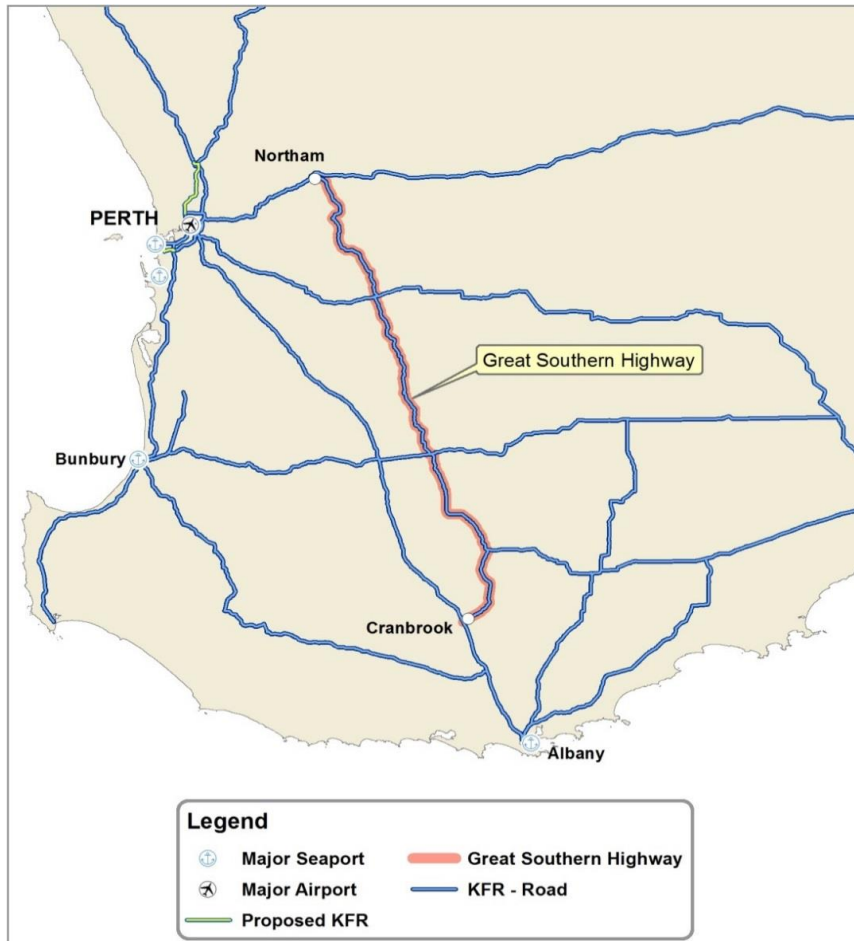 Northam
PERTH
Great Southern Highway
Bunbury
Cranbrook
Albany
Legend
Major Seaport
Great Southern Highway
Major Airport
KFR - Road
Proposed KFR